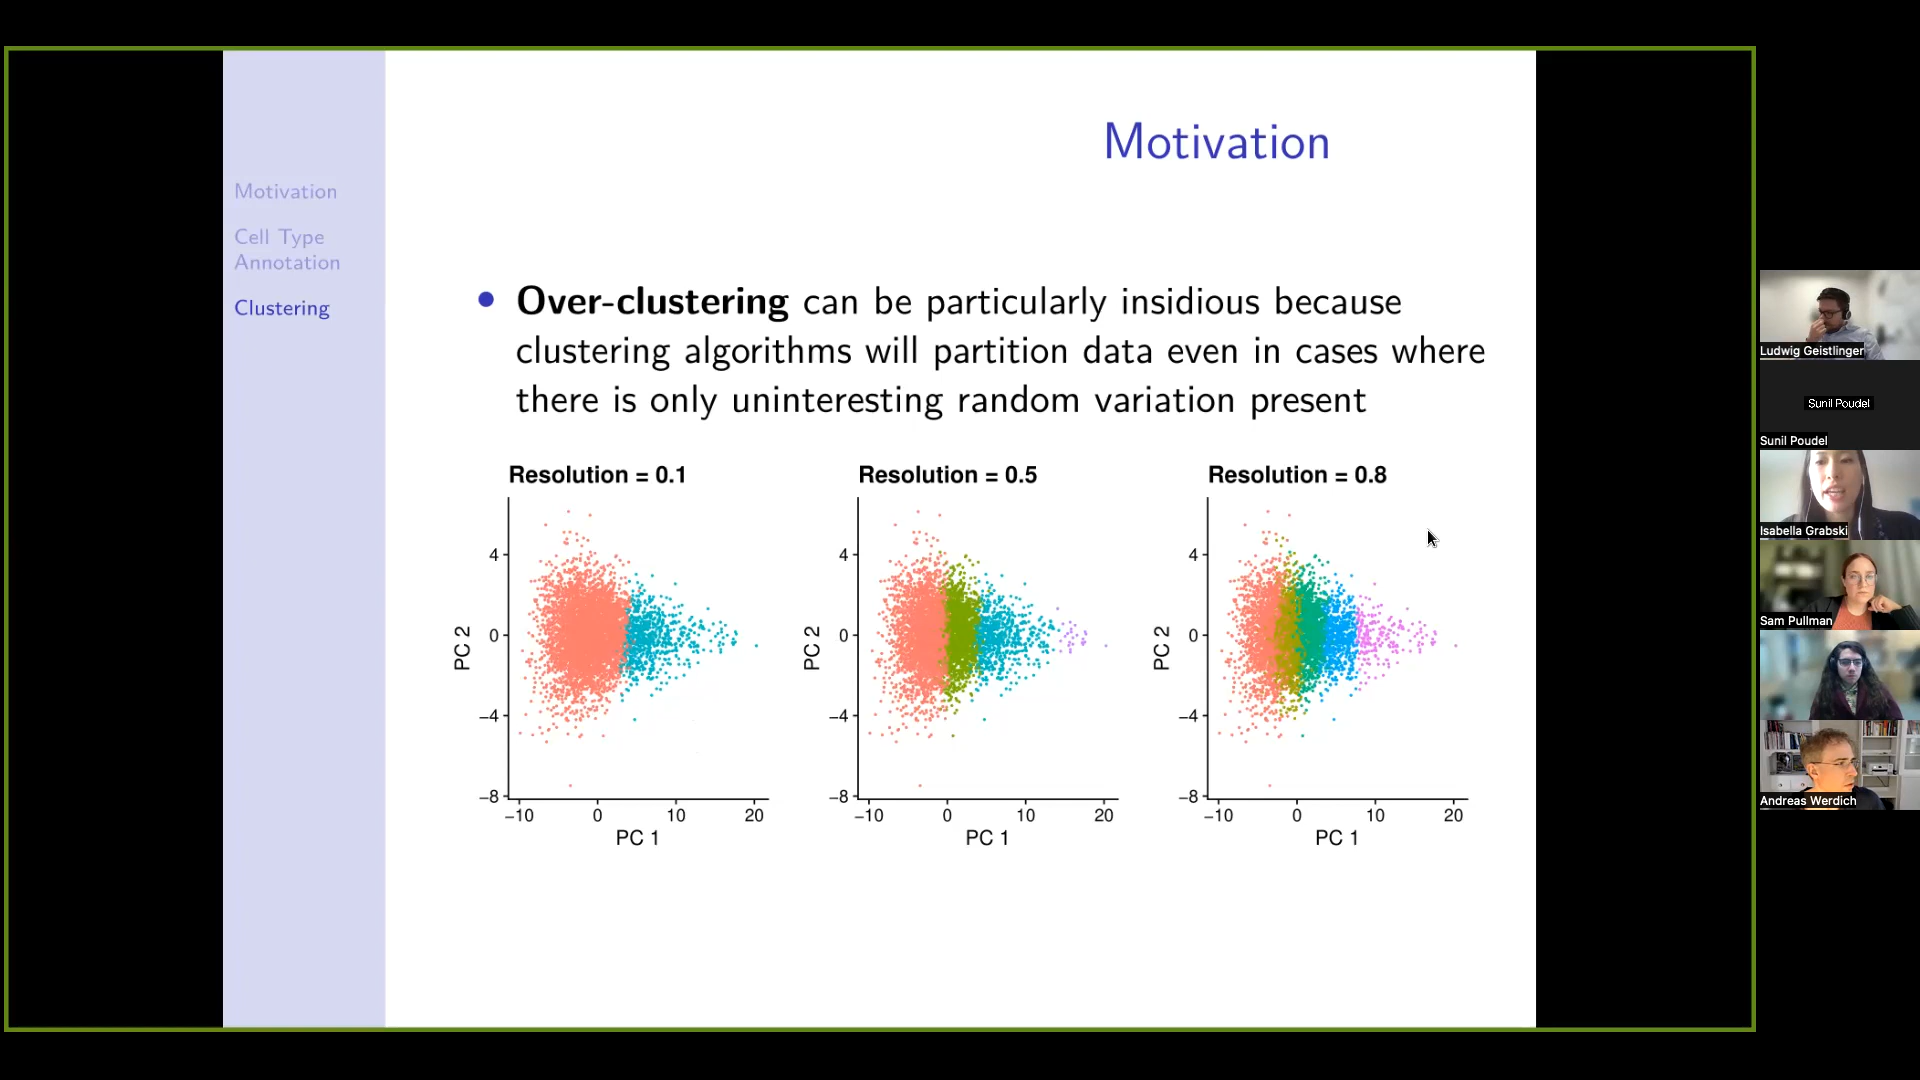 Motivation
Motivation
Cell Type
Annotation
Clustering
• Over-clustering can be particularly insidious because
clustering algorithms will partition data even in cases where
there is only uninteresting random variation present
Resolution = 0.1
4
0
−4
−8
PC 2
−10 0 10 20
PC 1
Resolution = 0.5
4
0
−4
−8
PC 2
−10 0 10 20
PC 1
Resolution = 0.8
4
0
−4
−8
PC 2
−10 0 10 20
PC 1
Ludwig Geistlinger
Sunil Poudel
Sunil Poudel
Isabella Grabski
Sam Pullman
Andreas Werdich